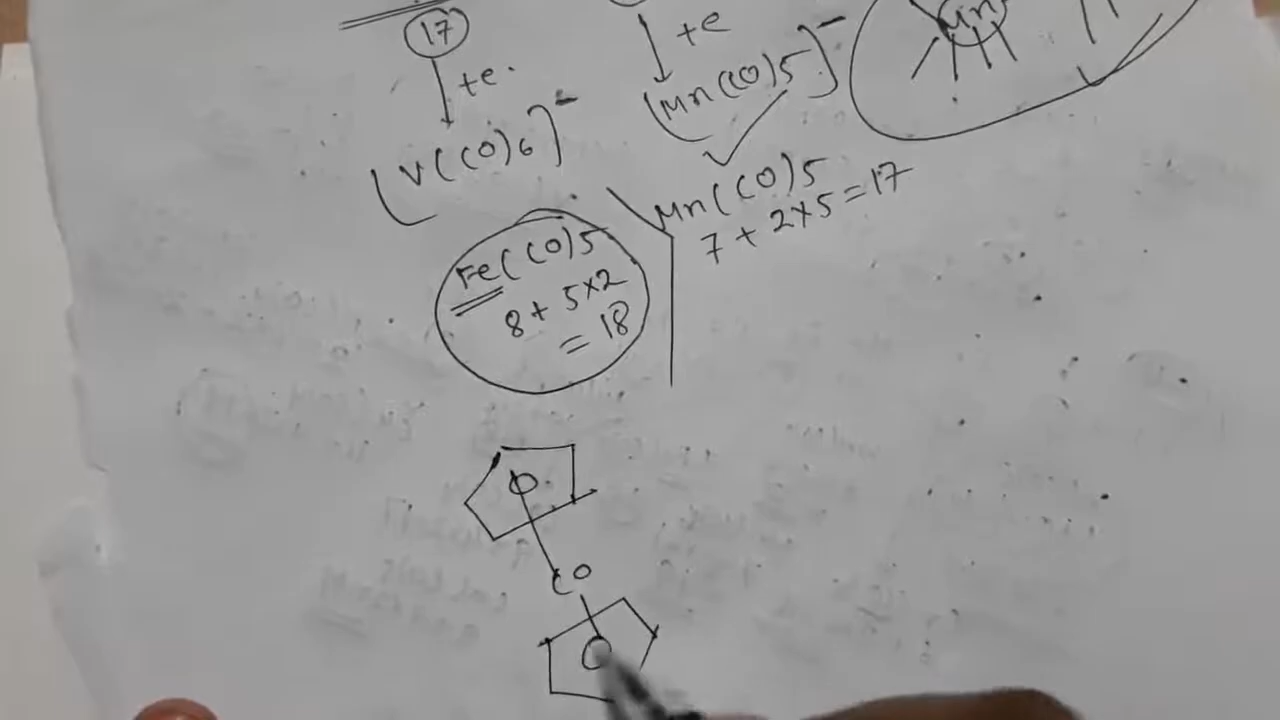 17
+e
+e
[Mn(CO)5]-
Mn
[V(CO)6]-
Mn(CO)5
7 + 2×5 = 17
Fe(CO)5
8 + 5×2
= 18
Co